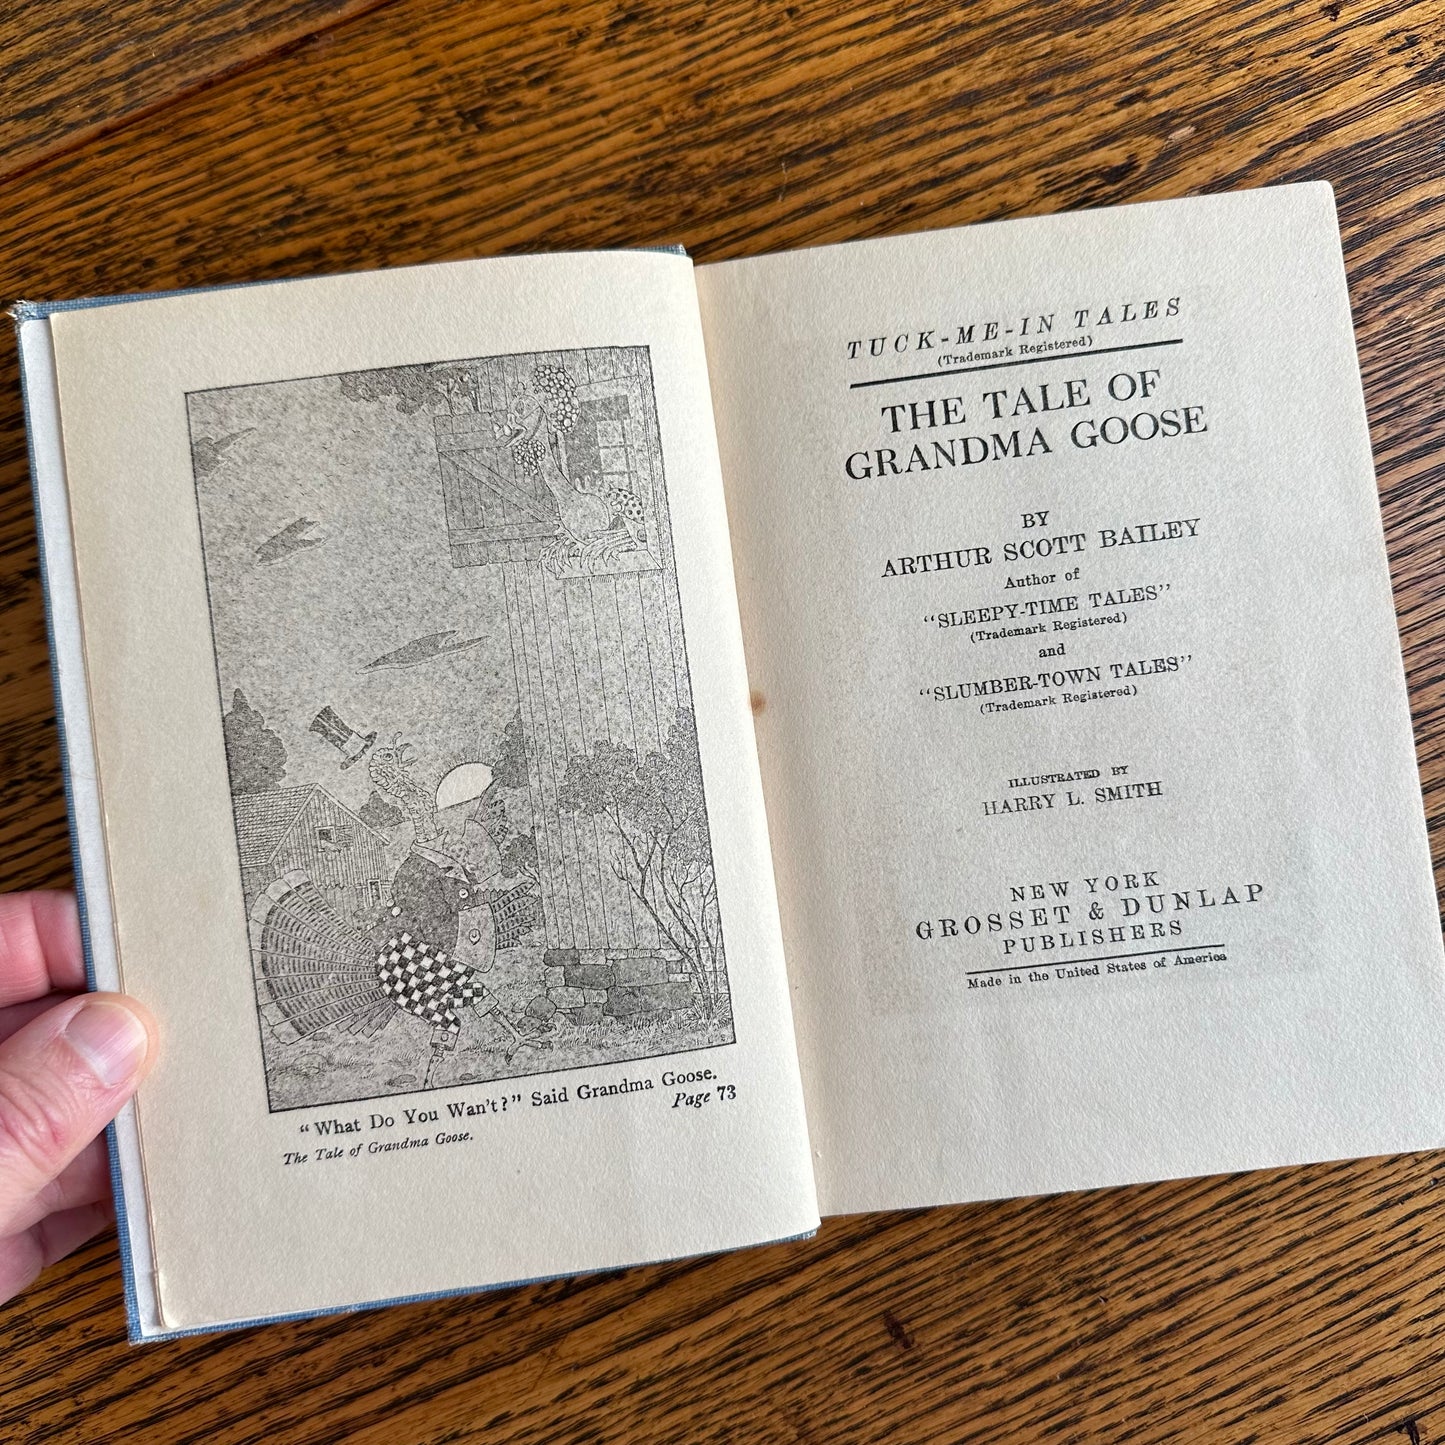 "What Do You Wan't?" Said Grandma Goose.
The Tale of Grandma Goose. Page 73
TUCK-ME-IN TALES
(Trademark Registered)
THE TALE OF
GRANDMA GOOSE
BY
ARTHUR SCOTT BAILEY
Author of
"SLEEPY-TIME TALES"
(Trademark Registered)
and
"SLUMBER-TOWN TALES"
(Trademark Registered)
ILLUSTRATED BY
HARRY L. SMITH
NEW YORK
GROSSET & DUNLAP
PUBLISHERS
Made in the United States of America